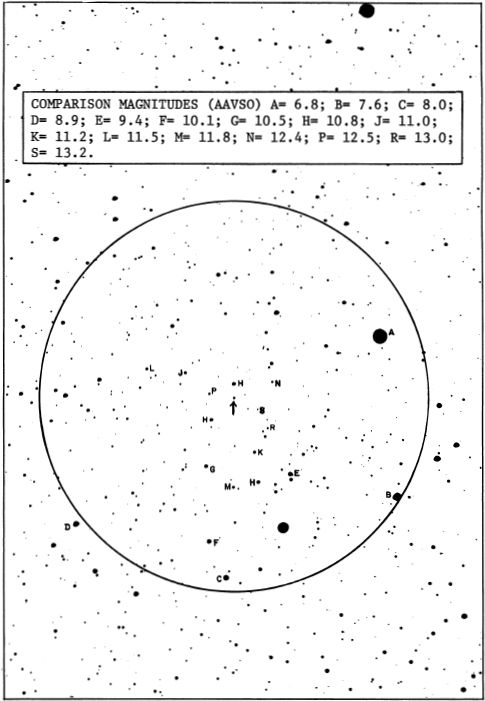 COMPARISON MAGNITUDES (AAVSO) A= 6.8; B= 7.6; C= 8.0;
D= 8.9; E= 9.4; F= 10.1; G= 10.5; H= 10.8; J= 11.0;
K= 11.2; L= 11.5; M= 11.8; N= 12.4; P= 12.5; R= 13.0;
S= 13.2.
A
L
J
H
N
P
H
R
K
G
E
H
M
B
D
F
C